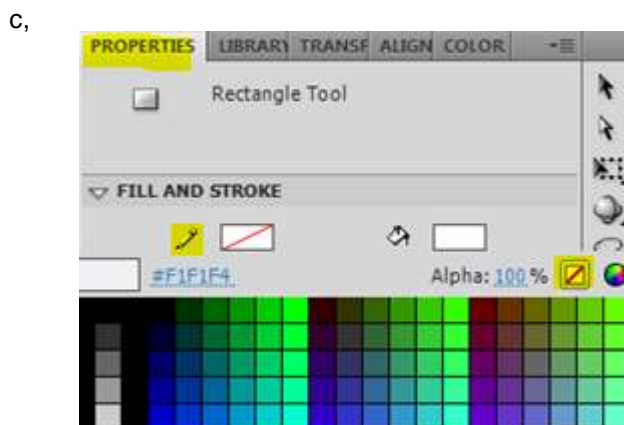 c,
PROPERTIES LIBRARY TRANSF ALIGN COLOR
Rectangle Tool
FILL AND STROKE
#F1F1F4 Alpha: 100 %